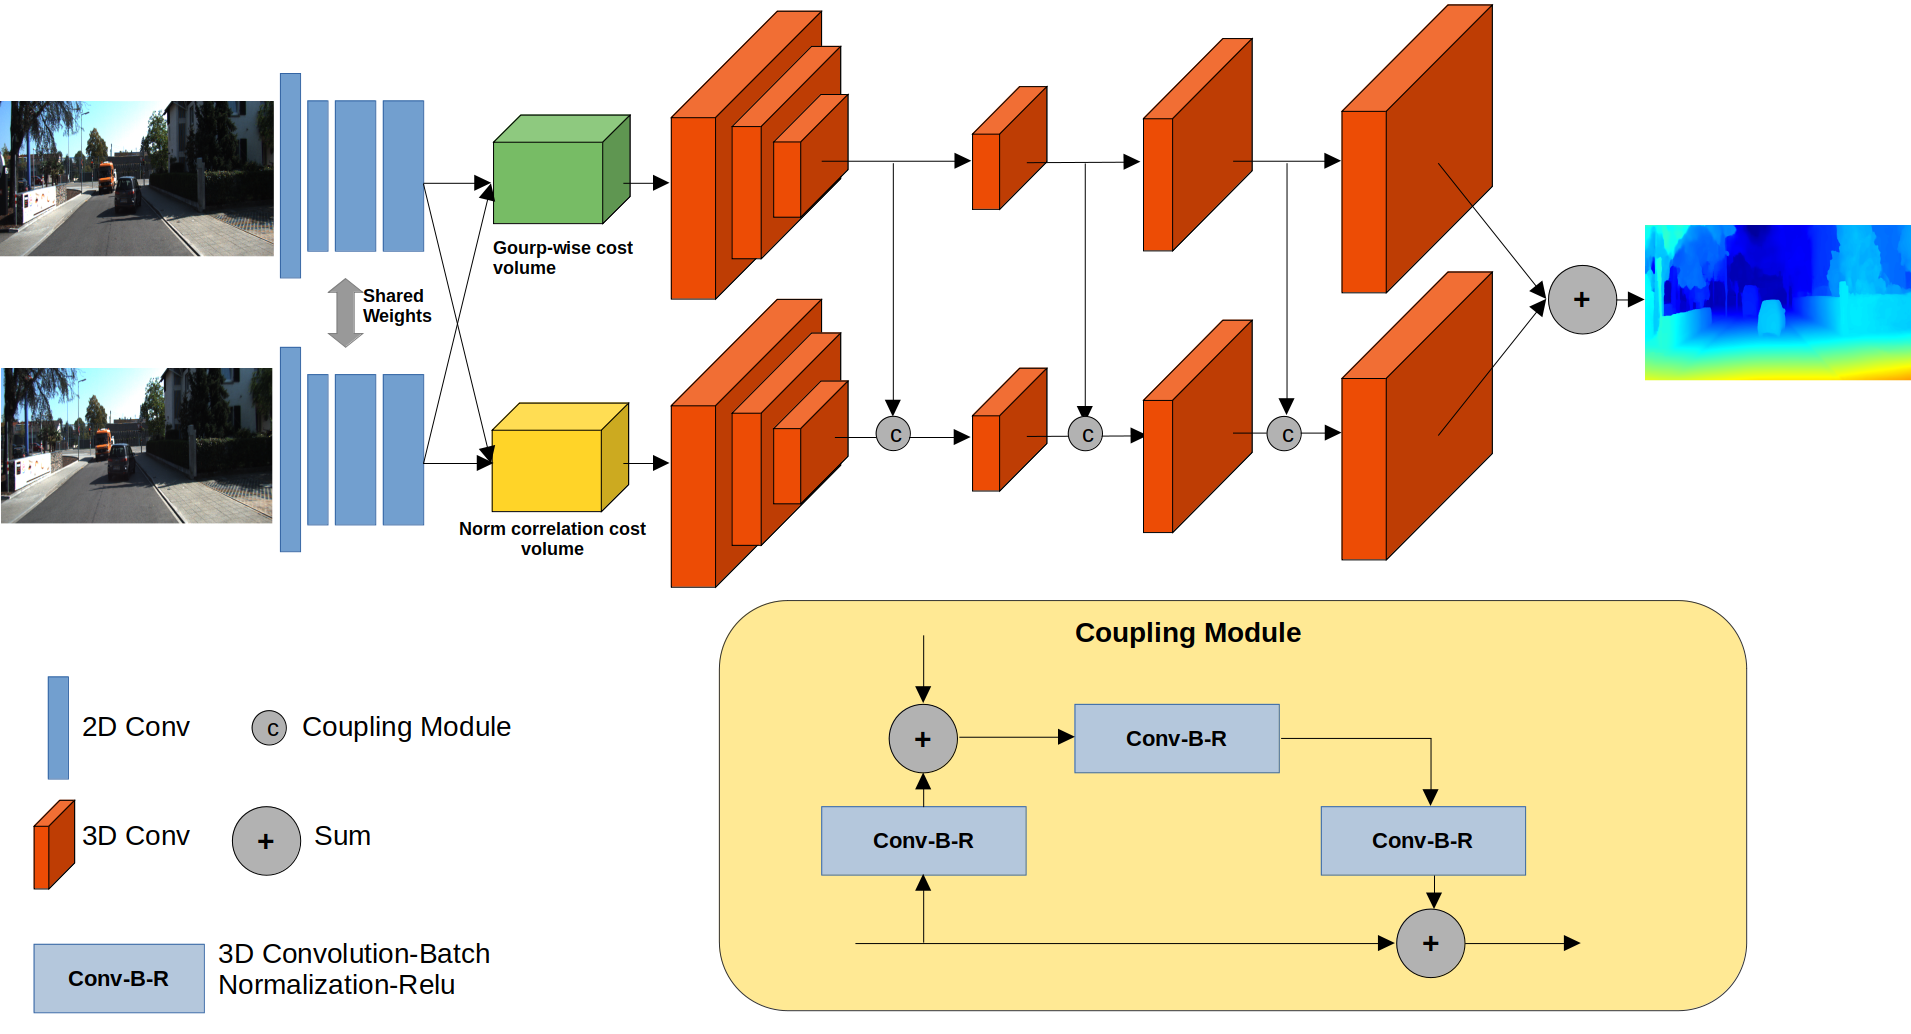 Gourp-wise cost
volume
Shared
Weights
+
c
c
c
Norm correlation cost
volume
Coupling Module
2D Conv
c
Coupling Module
+
Conv-B-R
3D Conv
+
Sum
Conv-B-R
Conv-B-R
+
Conv-B-R
3D Convolution-Batch
Normalization-Relu